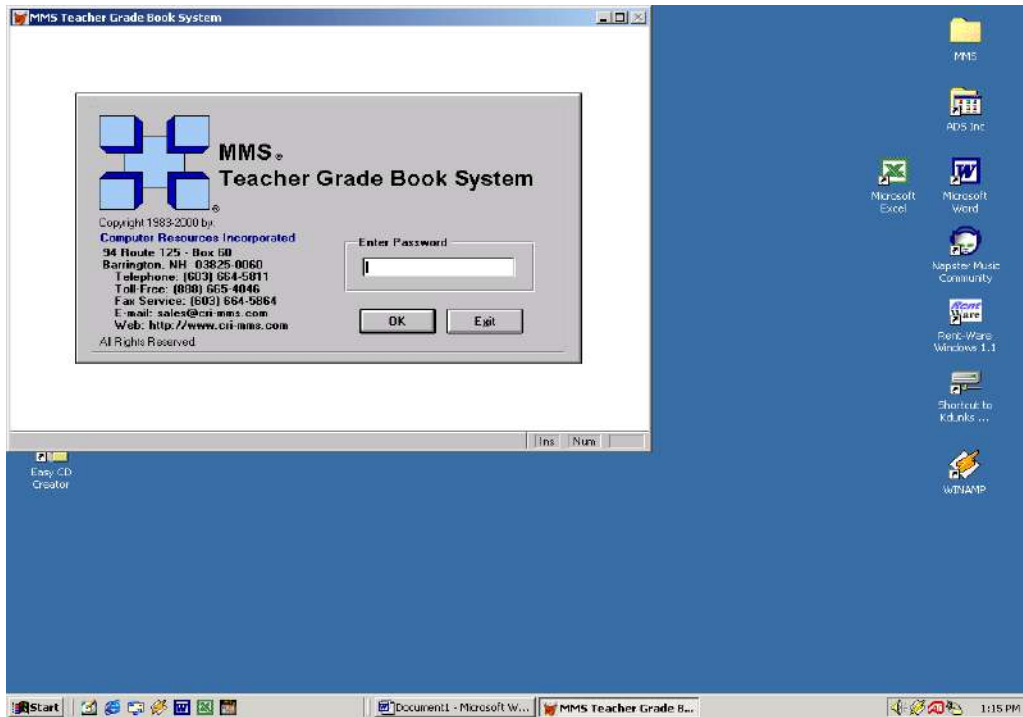 MMS Teacher Grade Book System
MMS®
Teacher Grade Book System
®
Copyright 1983-2000 by:
Computer Resources Incorporated
94 Route 125 - Box 60
Barrington, NH 03825-0060
Telephone: (603) 664-5811
Toll-Free: (888) 665-4046
Fax Service: (603) 664-5864
E-mail: sales@cri-mms.com
Web: http://www.cri-mms.com
All Rights Reserved
Enter Password
OK
Exit
Ins
Num
MMS
ADS Inc
Microsoft
Excel
Microsoft
Word
Napster Music
Community
Rent
Ware
Rent-Ware
Windows 1.1
Shortcut to
Kdunks ...
WINAMP
Easy CD
Creator
Start
Document1 - Microsoft W...
MMS Teacher Grade B...
1:15 PM